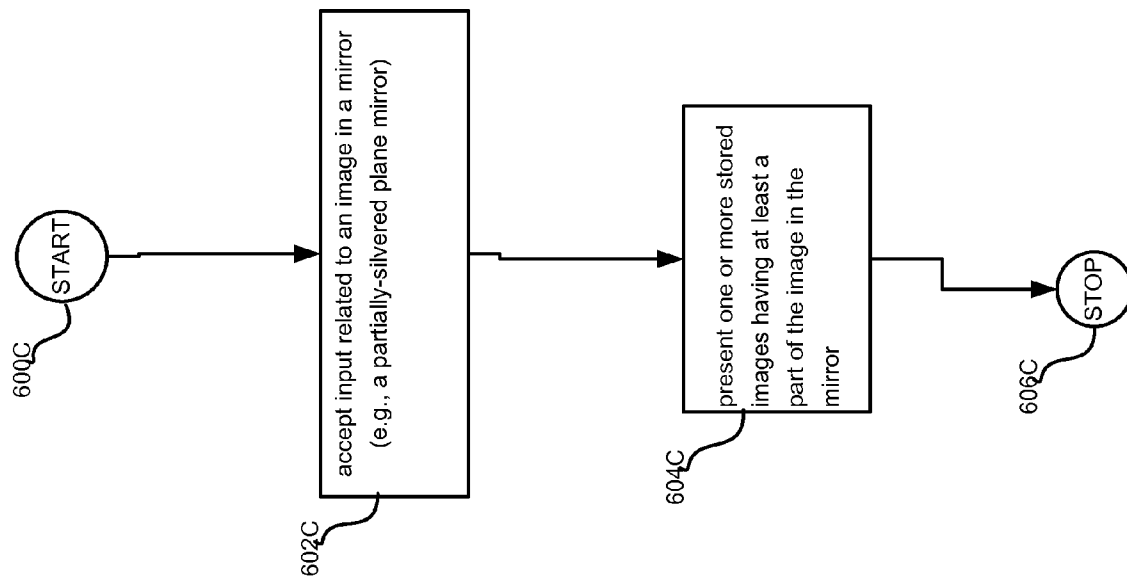 START
600C
accept input related to an image in a mirror
(e.g., a partially-silvered plane mirror)
602C
present one or more stored
images having at least a
part of the image in the
mirror
604C
STOP
606C